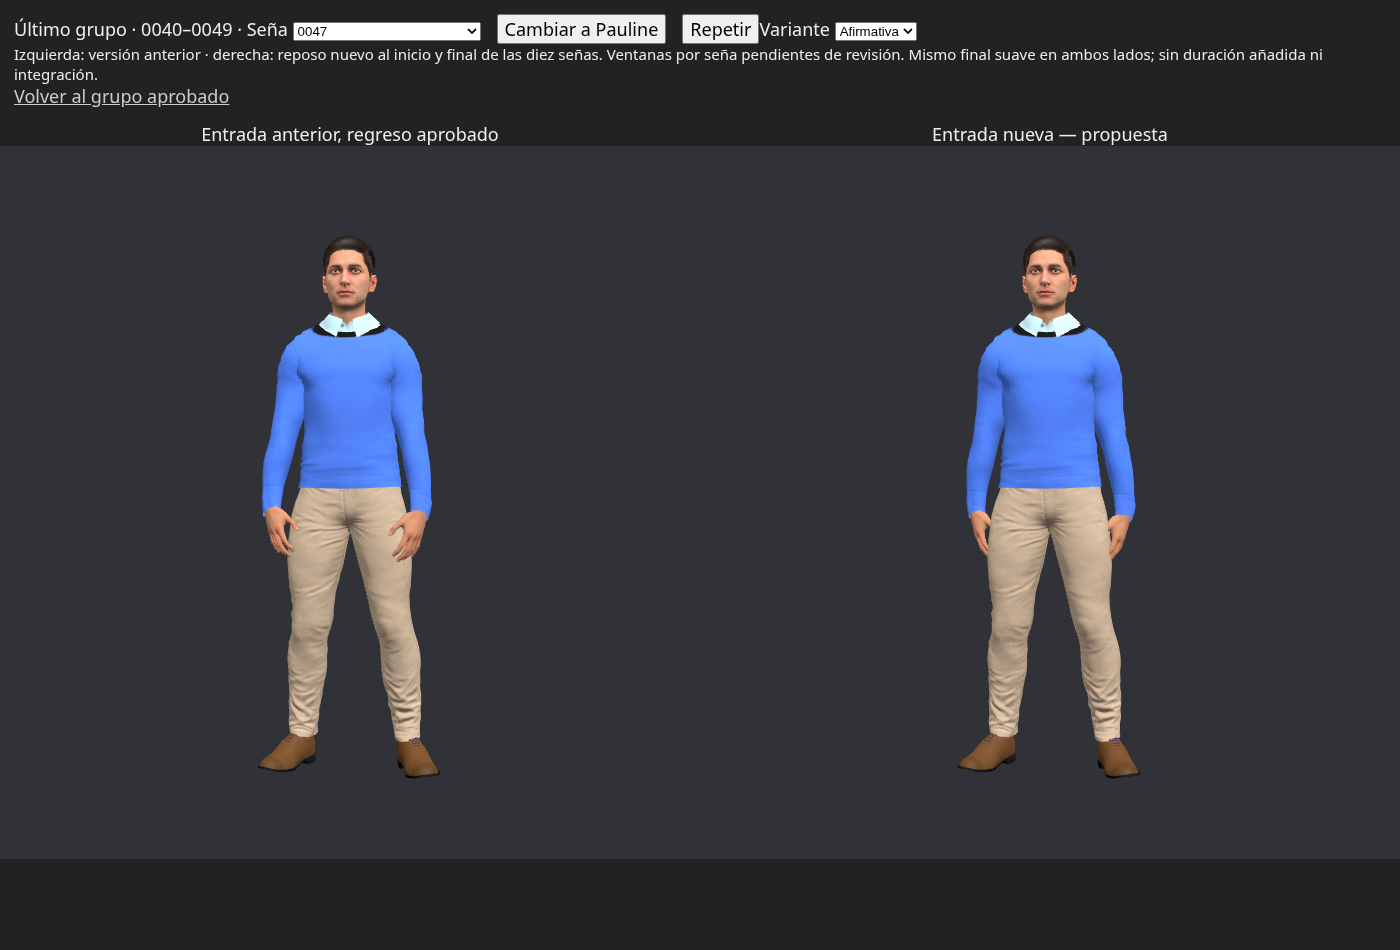 Último grupo · 0040–0049 · Seña 0047 Cambiar a Pauline Repetir Variante Afirmativa
Izquierda: versión anterior · derecha: reposo nuevo al inicio y final de las diez señas. Ventanas por seña pendientes de revisión. Mismo final suave en ambos lados; sin duración añadida ni
integración.
Volver al grupo aprobado
Entrada anterior, regreso aprobado
Entrada nueva — propuesta